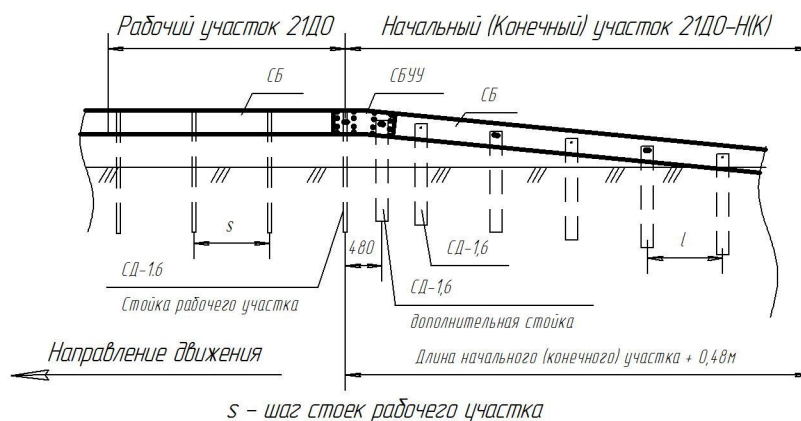 Рабочий участок 21ДО
Начальный (Конечный) участок 21ДО-Н(К)
СБ
СБУУ
СБ
s
480
l
СД-1.6
Стойка рабочего участка
СД-1,6
СД-1,6
дополнительная стойка
Направление движения
Длина начального (конечного) участка + 0,48м
s - шаг стоек рабочего участка